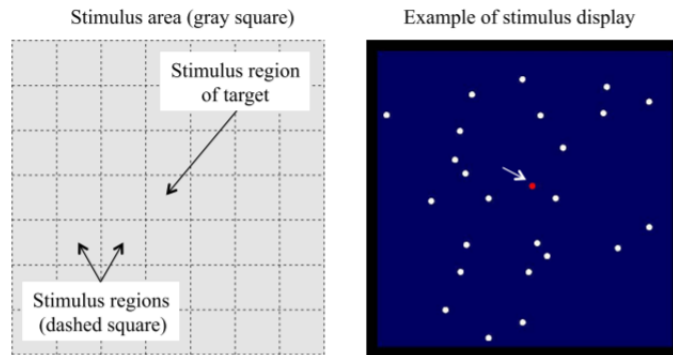 Stimulus area (gray square)
Example of stimulus display
Stimulus region
of target
Stimulus regions
(dashed square)